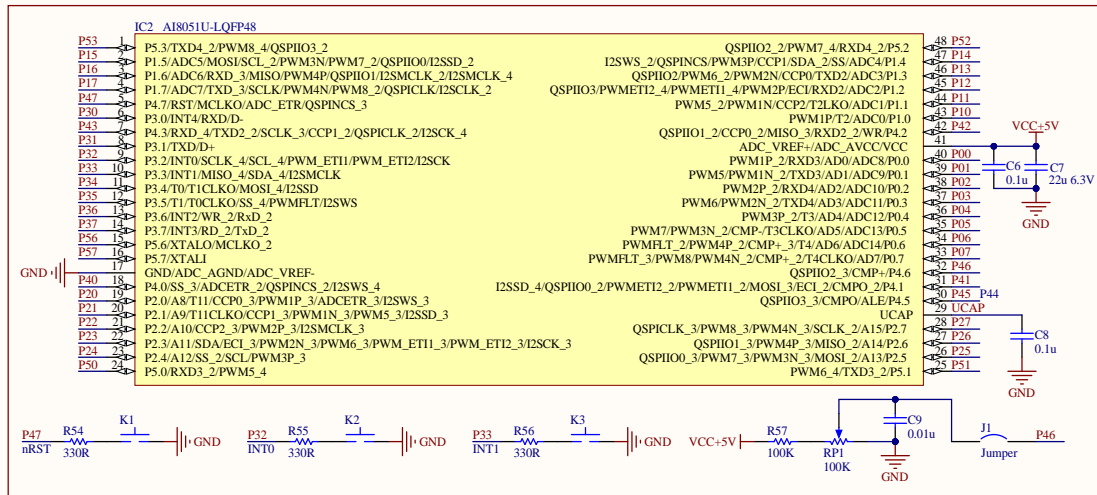 IC2 AI8051U-LQFP48
P53 1 P5.3/TXD4_2/PWM8_4/QSPIIO3_2
P15 2 P1.5/ADC5/MOSI/SCL_2/PWM3N/PWM7_2/QSPIIO0/I2SSD_2
P16 3 P1.6/ADC6/RXD_3/MISO/PWM4P/QSPIIO1/I2SMCLK_2/I2SMCLK_4
P17 4 P1.7/ADC7/TXD_3/SCLK/PWM4N/PWM8_2/QSPICLK/I2SCLK_2
P47 5 P4.7/RST/MCLKO/ADC_ETR/QSPINCS_3
P30 6 P3.0/INT4/RXD/D-
P43 7 P4.3/RXD_4/TXD2_2/SCLK_3/CCP1_2/QSPICLK_2/I2SCK_4
P31 8 P3.1/TXD/D+
P32 9 P3.2/INT0/SCLK_4/SCL_4/PWM_ETI1/PWM_ETI2/I2SCK
P33 10 P3.3/INT1/MISO_4/SDA_4/I2SMCLK
P34 11 P3.4/T0/T1CLKO/MOSI_4/I2SSD
P35 12 P3.5/T1/T0CLKO/SS_4/PWMFLT/I2SWS
P36 13 P3.6/INT2/WR_2/RxD_2
P37 14 P3.7/INT3/RD_2/TxD_2
P56 15 P5.6/XTALO/MCLKO_2
P57 16 P5.7/XTALI
GND 17 GND/ADC_AGND/ADC_VREF-
P40 18 P4.0/SS_3/ADCETR_2/QSPINCS_2/I2SWS_4
P20 19 P2.0/A8/T11/CCP0_3/PWM1P_3/ADCETR_3/I2SWS_3
P21 20 P2.1/A9/T11CLKO/CCP1_3/PWM1N_3/PWM5_3/I2SSD_3
P22 21 P2.2/A10/CCP2_3/PWM2P_3/I2SMCLK_3
P23 22 P2.3/A11/SDA/ECI_3/PWM2N_3/PWM6_3/PWM_ETI1_3/PWM_ETI2_3/I2SCK_3
P24 23 P2.4/A12/SS_2/SCL/PWM3P_3
P50 24 P5.0/RXD3_2/PWM5_4
QSPIIO2_2/PWM7_4/RXD4_2/P5.2 48 P52
I2SWS_2/QSPINCS/PWM3P/CCP1/SDA_2/SS/ADC4/P1.4 47 P14
QSPIIO2/PWM6_2/PWM2N/CCP0/TXD2/ADC3/P1.3 46 P13
QSPIIO3/PWMETI2_4/PWMETI1_4/PWM2P/ECI/RXD2/ADC2/P1.2 45 P12
PWM5_2/PWM1N/CCP2/T2LKO/ADC1/P1.1 44 P11
PWM1P/T2/ADC0/P1.0 43 P10
QSPIIO1_2/CCP0_2/MISO_3/RXD2_2/WR/P4.2 42 P42
ADC_VREF+/ADC_AVCC/VCC 41
PWM1P_2/RXD3/AD0/ADC8/P0.0 40 P00
PWM5/PWM1N_2/TXD3/AD1/ADC9/P0.1 39 P01
PWM2P_2/RXD4/AD2/ADC10/P0.2 38 P02
PWM6/PWM2N_2/TXD4/AD3/ADC11/P0.3 37 P03
PWM3P_2/T3/AD4/ADC12/P0.4 36 P04
PWM7/PWM3N_2/CMP-/T3CLKO/AD5/ADC13/P0.5 35 P05
PWMFLT_2/PWM4P_2/CMP+_3/T4/AD6/ADC14/P0.6 34 P06
PWMFLT_3/PWM8/PWM4N_2/CMP+_2/T4CLKO/AD7/P0.7 33 P07
QSPIIO2_3/CMP+/P4.6 32 P46
I2SSD_4/QSPIIO0_2/PWMETI2_2/PWMETI1_2/MOSI_3/ECI_2/CMPO_2/P4.1 31 P41
QSPIIO3_3/CMPO/ALE/P4.5 30 P45 P44
UCAP 29 UCAP
QSPICLK_3/PWM8_3/PWM4N_3/SCLK_2/A15/P2.7 28 P27
QSPIIO1_3/PWM4P_3/MISO_2/A14/P2.6 27 P26
QSPIIO0_3/PWM7_3/PWM3N_3/MOSI_2/A13/P2.5 26 P25
PWM6_4/TXD3_2/P5.1 25 P51
VCC+5V
C6
0.1u
C7
22u 6.3V
GND
C8
0.1u
GND
P47
nRST
R54
330R
K1
GND
P32
INT0
R55
330R
K2
GND
P33
INT1
R56
330R
K3
GND
VCC+5V
R57
100K
RP1
100K
C9
0.01u
GND
J1
Jumper
P46